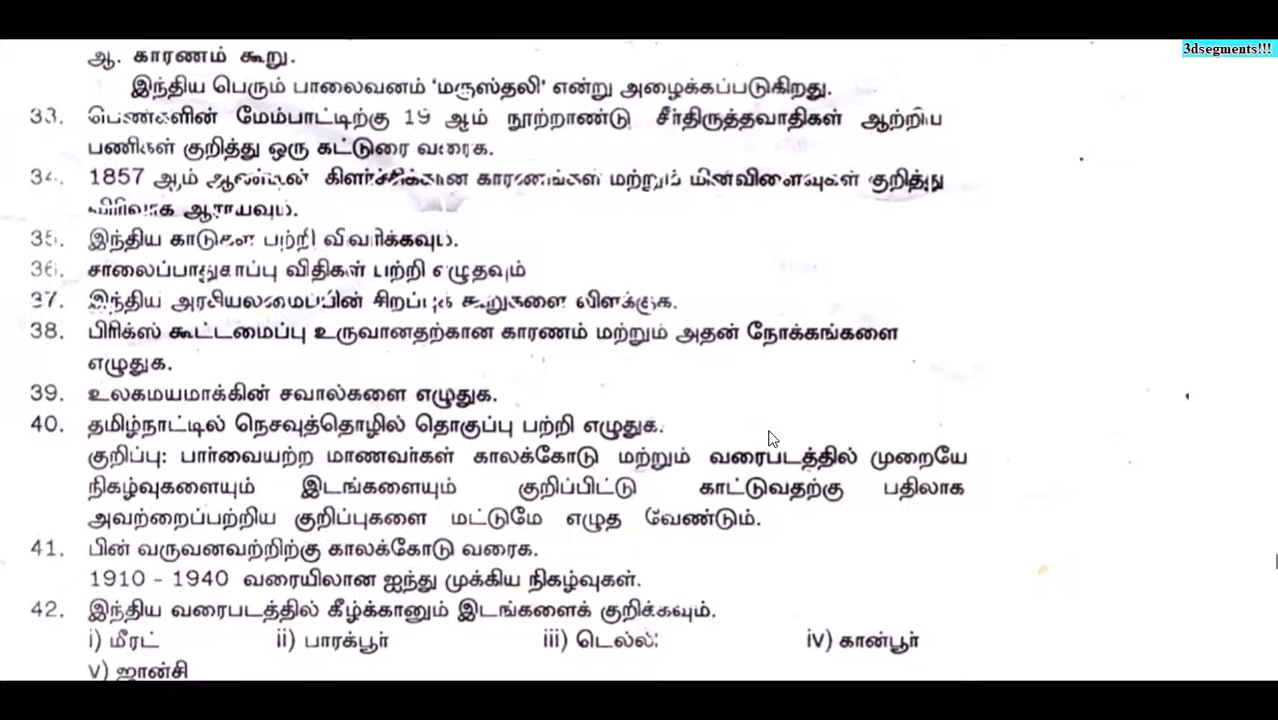 3dsegments!!!
ஆ. காரணம் கூறு.
இந்திய பெரும் பாலைவனம் 'மருஸ்தலி' என்று அழைக்கப்படுகிறது.
33. பெண்களின் மேம்பாட்டிற்கு 19 ஆம் நூற்றாண்டு சீர்திருத்தவாதிகள் ஆற்றிய
பணிகள் குறித்து ஒரு கட்டுரை வரைக.
34. 1857 ஆம் ஆண்டின் கிளர்ச்சிக்கான காரணங்கள் மற்றும் பின்விளைவுகள் குறித்து
விரிவாக ஆராயவும்.
35. இந்திய காடுகள் பற்றி விவரிக்கவும்.
36. சாலைப்பாதுகாப்பு விதிகள் பற்றி எழுதவும்
37. இந்திய அரசியலமைப்பின் சிறப்புக் கூறுகளை விளக்குக.
38. பிரிக்ஸ் கூட்டமைப்பு உருவானதற்கான காரணம் மற்றும் அதன் நோக்கங்களை
எழுதுக.
39. உலகமயமாக்கின் சவால்களை எழுதுக.
40. தமிழ்நாட்டில் நெசவுத்தொழில் தொகுப்பு பற்றி எழுதுக.
குறிப்பு: பார்வையற்ற மாணவர்கள் காலக்கோடு மற்றும் வரைபடத்தில் முறையே
நிகழ்வுகளையும் இடங்களையும் குறிப்பிட்டு காட்டுவதற்கு பதிலாக
அவற்றைப்பற்றிய குறிப்புகளை மட்டுமே எழுத வேண்டும்.
41. பின் வருவனவற்றிற்கு காலக்கோடு வரைக.
1910 - 1940 வரையிலான ஐந்து முக்கிய நிகழ்வுகள்.
42. இந்திய வரைபடத்தில் கீழ்க்கானும் இடங்களைக் குறிக்கவும்.
i) மீரட் ii) பாரக்பூர் iii) டெல்லி iv) கான்பூர்
v) ஜான்சி